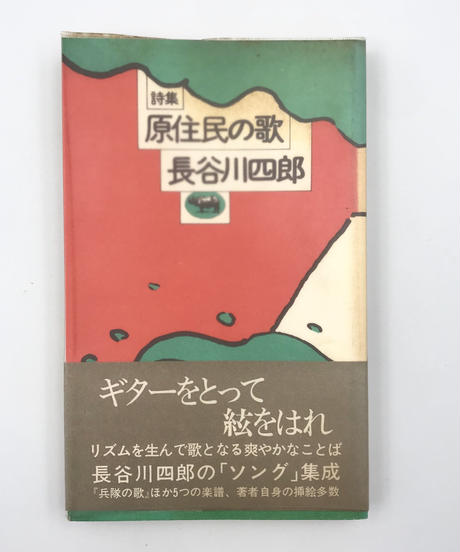 詩集
原住民の歌
長谷川四郎
ギターをとって
絃をはれ
リズムを生んで歌となる爽やかなことば
長谷川四郎の「ソング」集成
『兵隊の歌』ほか5つの楽譜、著者自身の挿絵多数